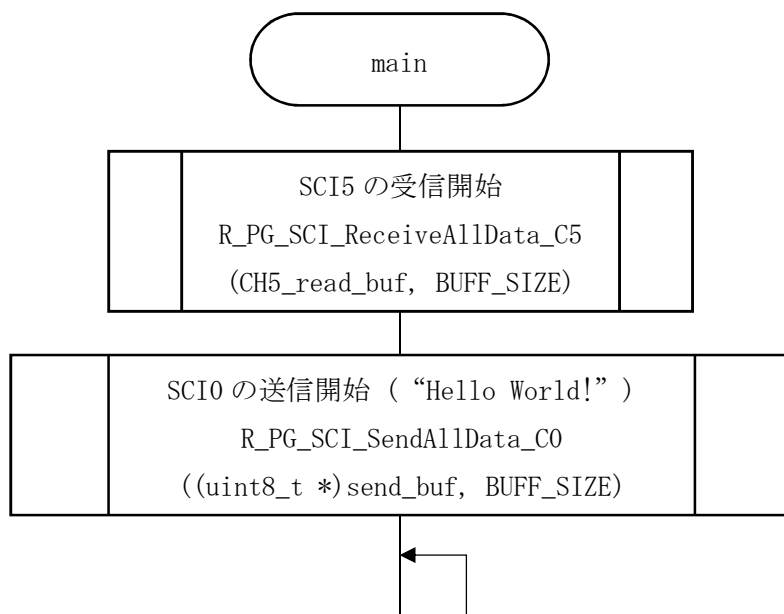 main
SCI5 の受信開始
R_PG_SCI_ReceiveAllData_C5
(CH5_read_buf, BUFF_SIZE)
SCI0 の送信開始 ( “Hello World!” )
R_PG_SCI_SendAllData_C0
((uint8_t *)send_buf, BUFF_SIZE)